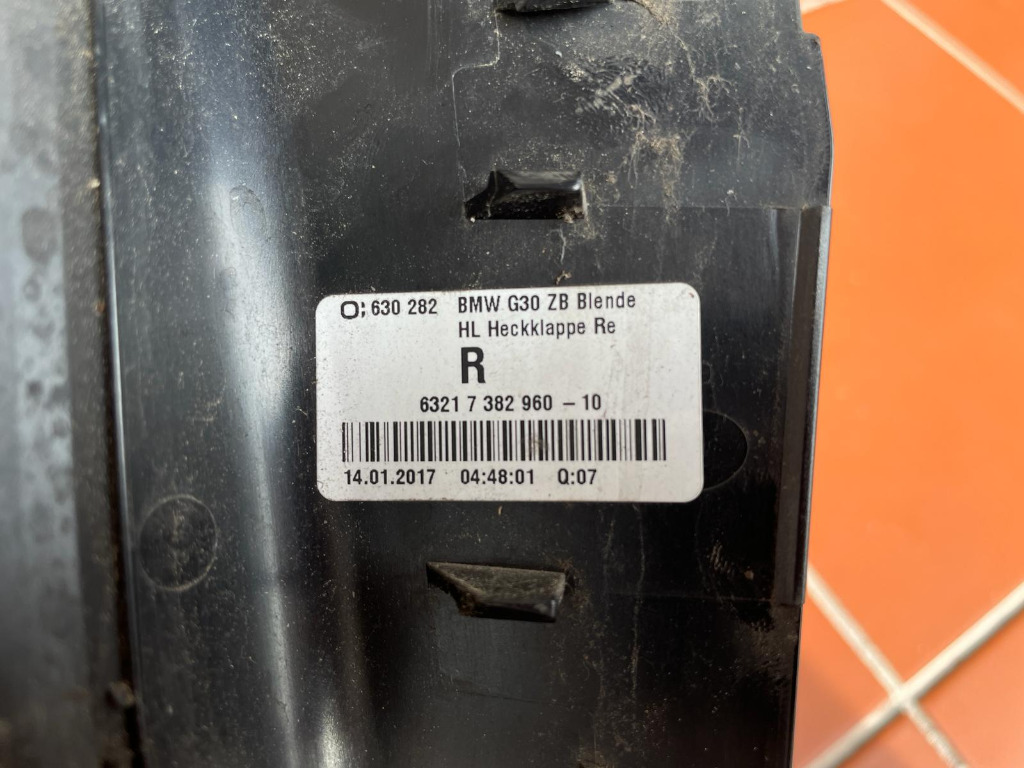 630 282 BMW G30 ZB Blende
HL Heckklappe Re
R
6321 7 382 960 - 10
14.01.2017 04:48:01 Q:07